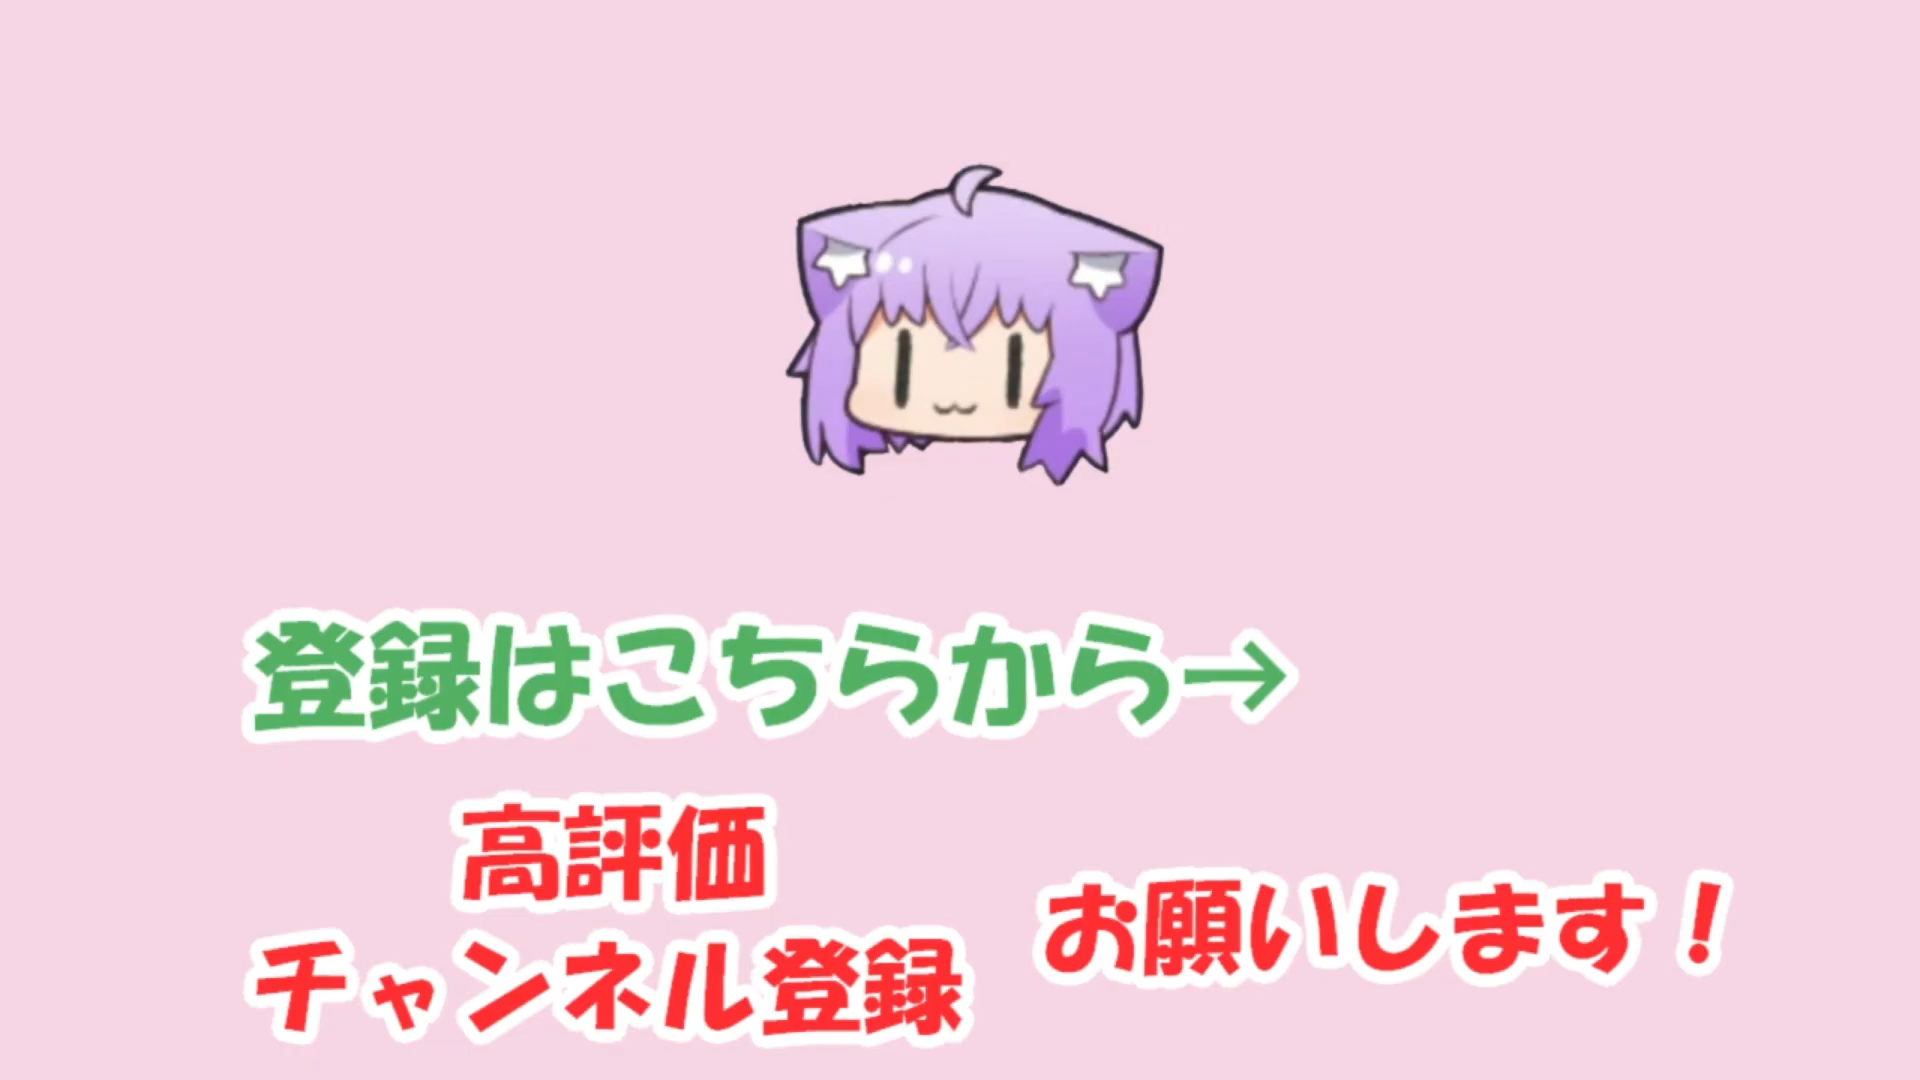 登録はこちらから→
高評価
チャンネル登録
お願いします！